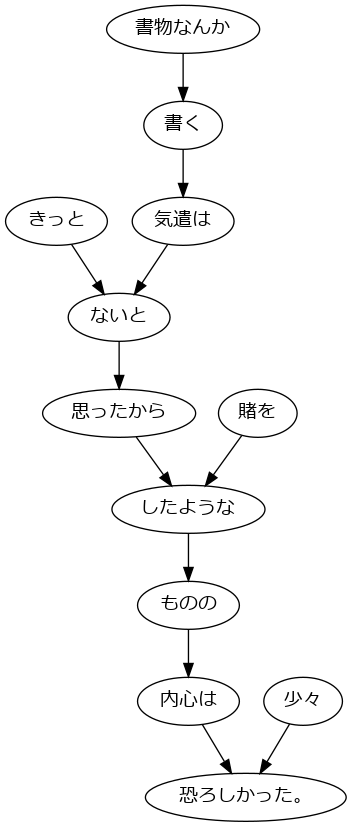 書物なんか
書く
きっと
気遣は
ないと
思ったから
賭を
したような
ものの
内心は
少々
恐ろしかった。